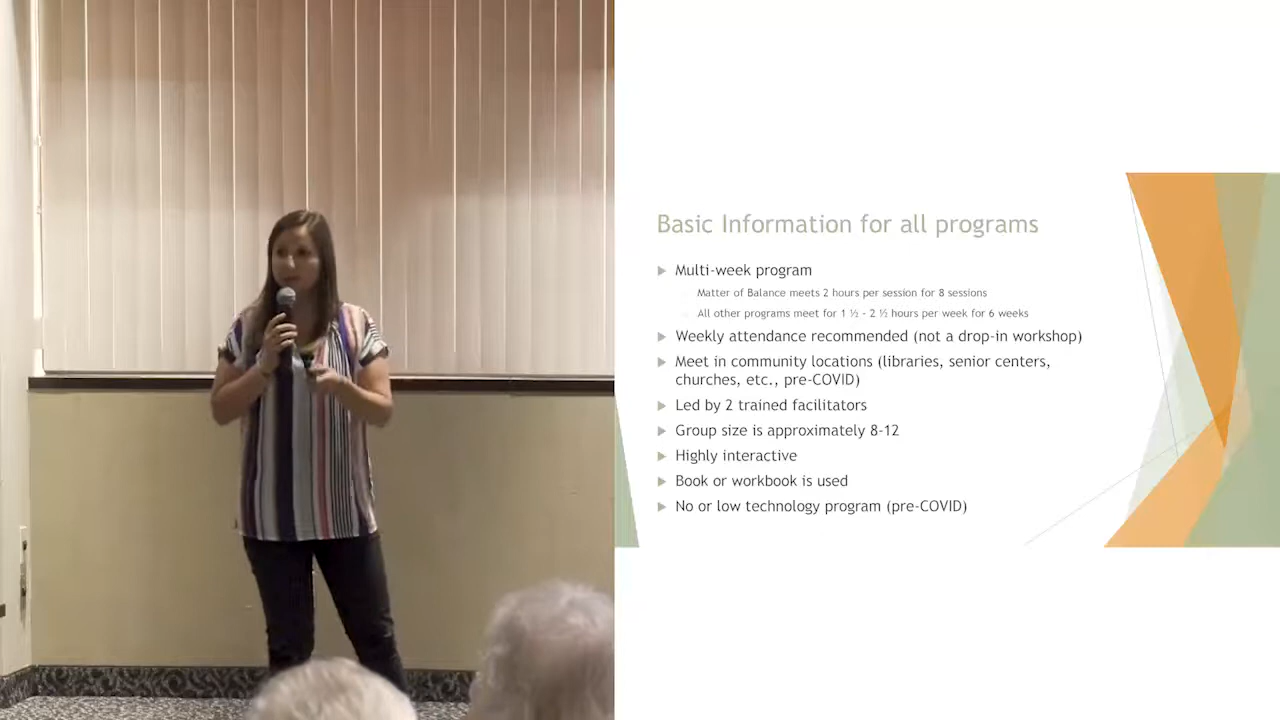 Basic Information for all programs
Multi-week program
Matter of Balance meets 2 hours per session for 8 sessions
All other programs meet for 1 ½ - 2 ½ hours per week for 6 weeks
Weekly attendance recommended (not a drop-in workshop)
Meet in community locations (libraries, senior centers,
churches, etc., pre-COVID)
Led by 2 trained facilitators
Group size is approximately 8-12
Highly interactive
Book or workbook is used
No or low technology program (pre-COVID)